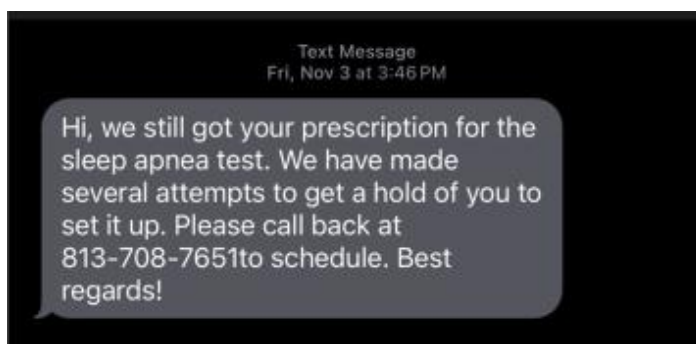 Text Message
Fri, Nov 3 at 3:46 PM
Hi, we still got your prescription for the
sleep apnea test. We have made
several attempts to get a hold of you to
set it up. Please call back at
813-708-7651to schedule. Best
regards!